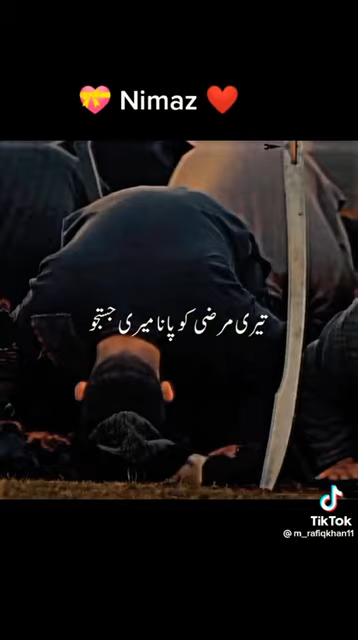 💝 Nimaz ❤️
تیری مرضی کو پانا میری جستجو
TikTok
@m_rafiqkhan11